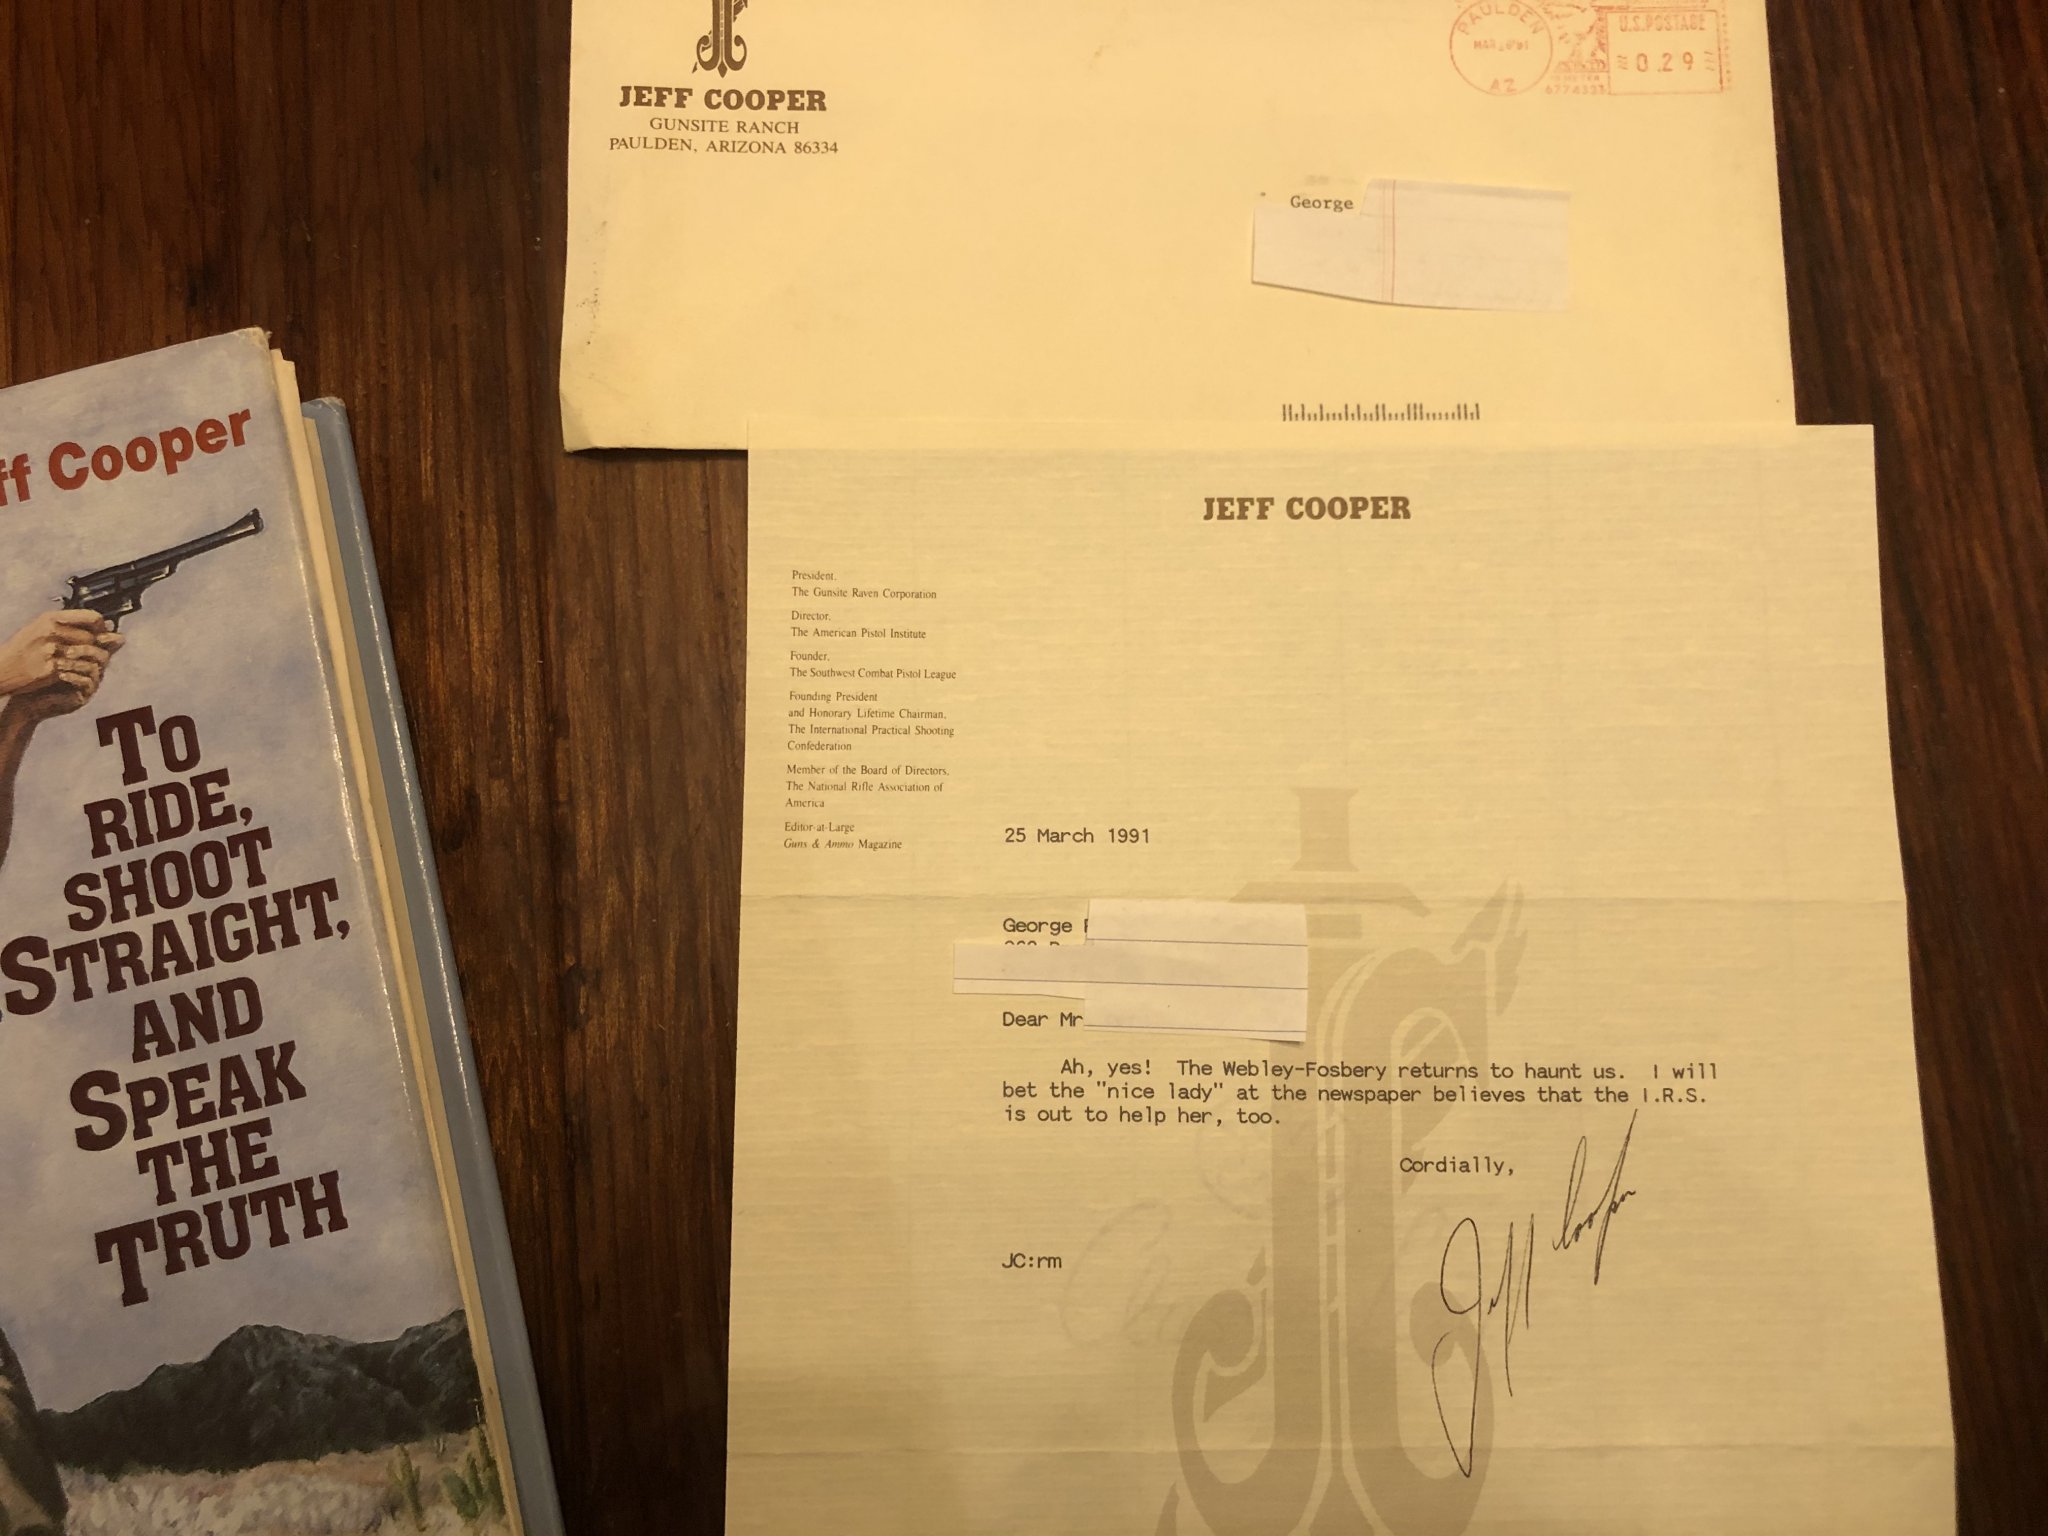 JEFF COOPER
GUNSITE RANCH
PAULDEN, ARIZONA 86334
PAULDEN
AZ
U.S. POSTAGE
0.29
George
ff Cooper
TO
RIDE,
SHOOT
STRAIGHT,
AND
SPEAK
THE
TRUTH
JEFF COOPER
President,
The Gunsite Raven Corporation
Director,
The American Pistol Institute
Founder,
The Southwest Combat Pistol League
Founding President
and Honorary Lifetime Chairman,
The International Practical Shooting
Confederation
Member of the Board of Directors,
The National Rifle Association of
America
Editor-at-Large
Guns & Ammo Magazine
25 March 1991
George
Dear Mr
Ah, yes! The Webley-Fosbery returns to haunt us. I will
bet the "nice lady" at the newspaper believes that the I.R.S.
is out to help her, too.
Cordially,
Jeff Cooper
JC:rm